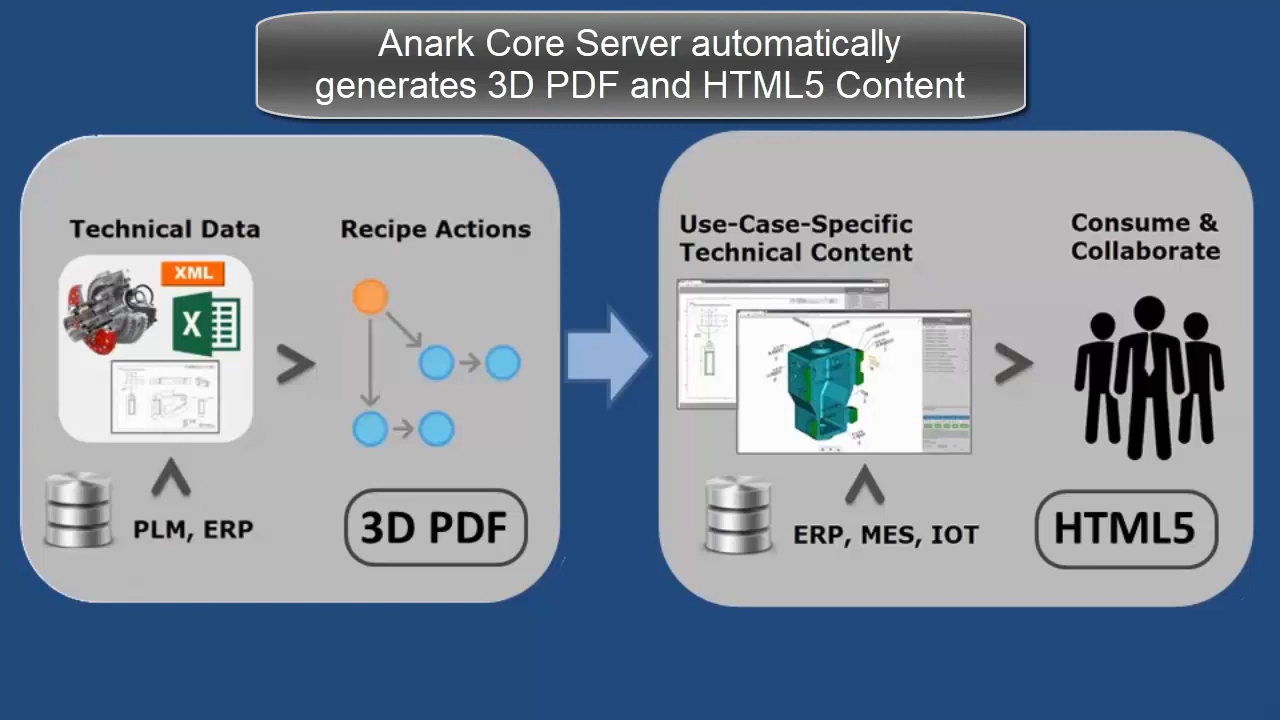 Anark Core Server automatically
generates 3D PDF and HTML5 Content
Technical Data
Recipe Actions
XML
X
PLM, ERP
3D PDF
Use-Case-Specific
Technical Content
Consume &
Collaborate
ERP, MES, IOT
HTML5